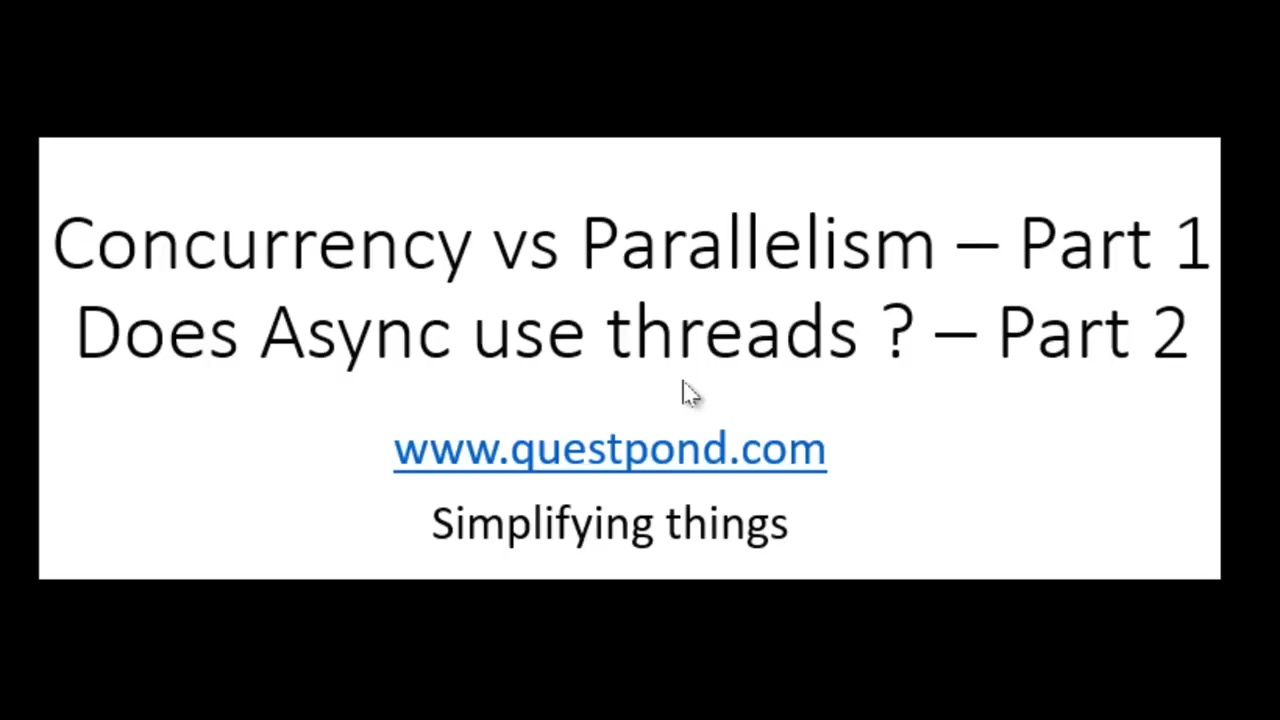 Concurrency vs Parallelism – Part 1
Does Async use threads ? – Part 2
www.questpond.com
Simplifying things